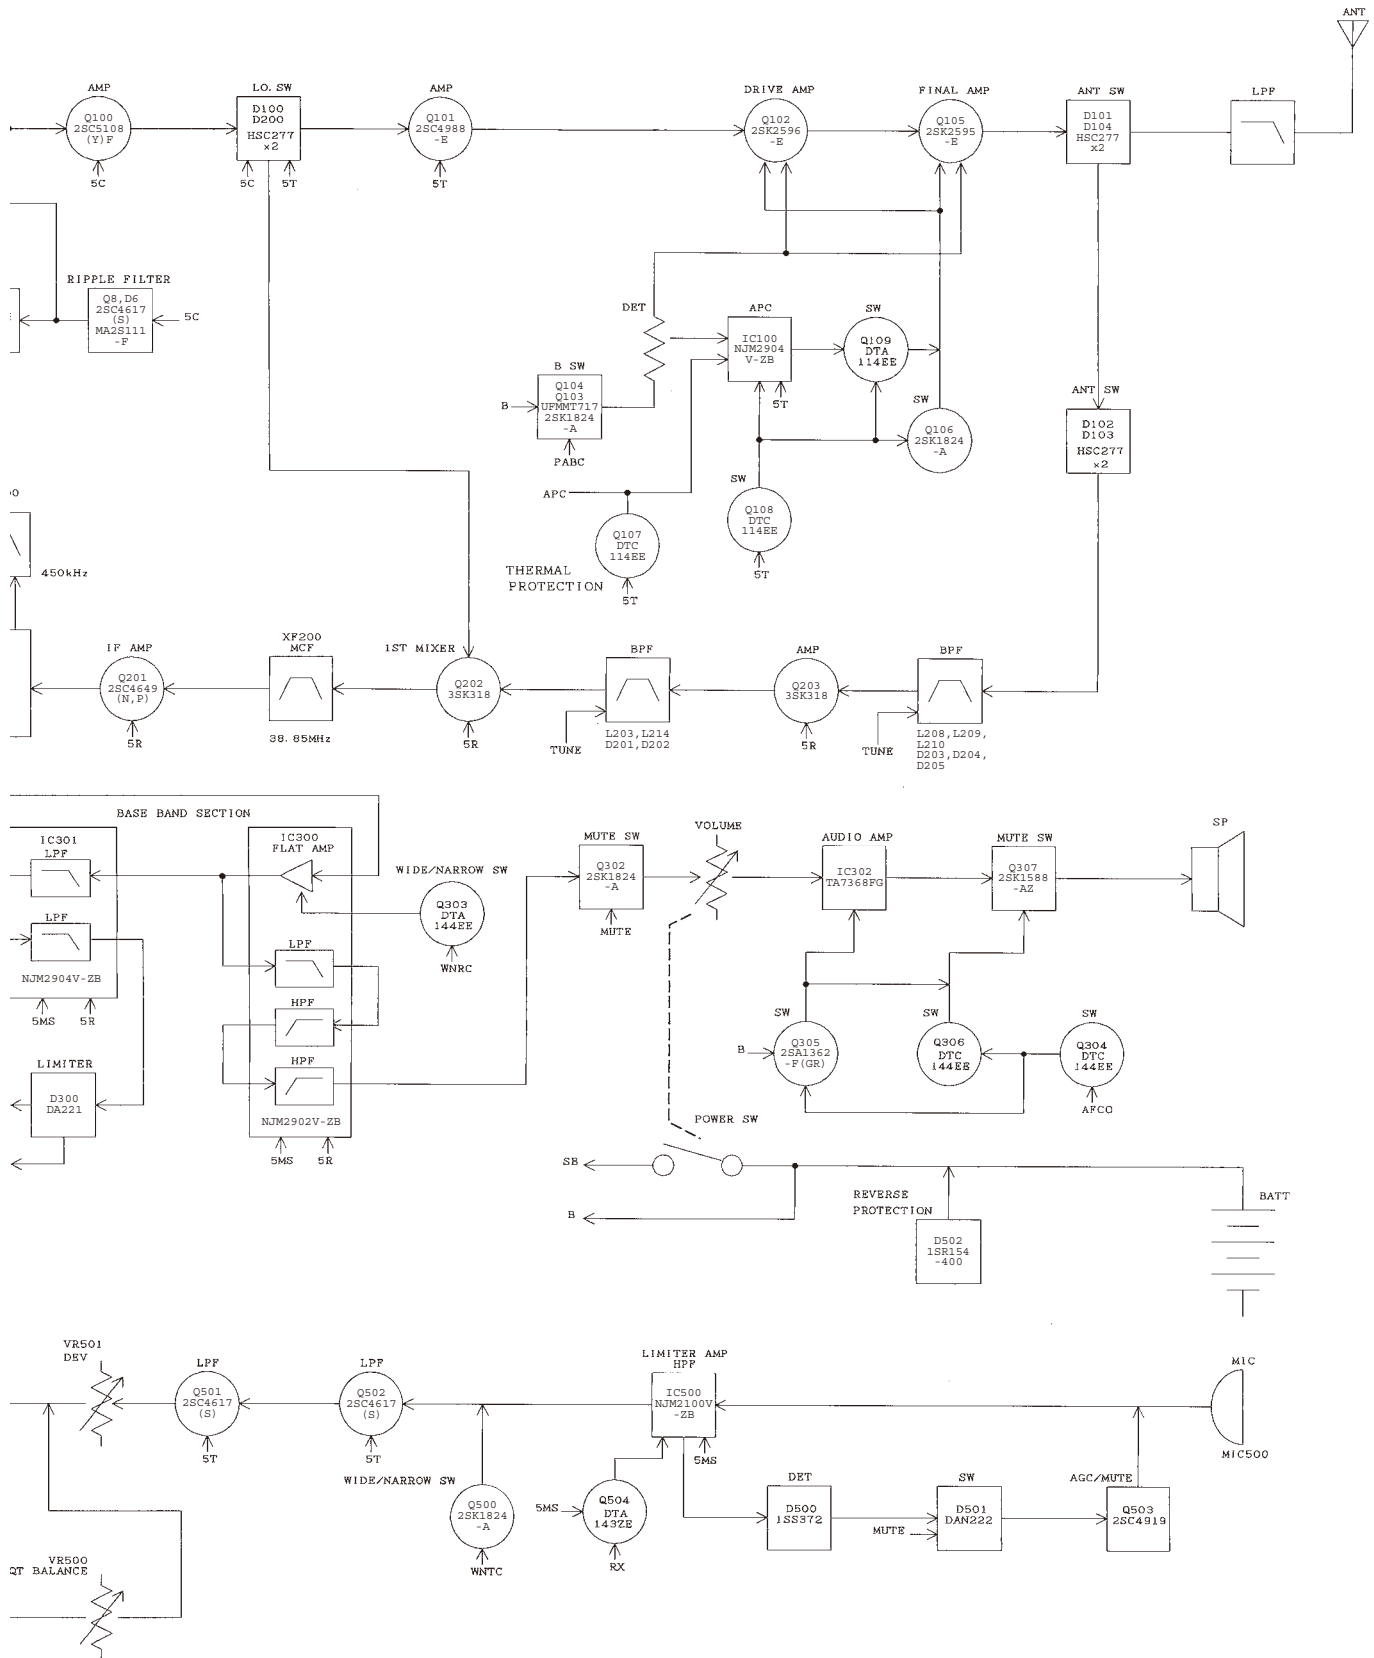 ANT
AMP
Q100
2SC5108
(Y)F
5C
LO. SW
D100
D200
HSC277
x2
5C
5T
AMP
Q101
2SC4988
-E
5T
DRIVE AMP
Q102
2SK2596
-E
FINAL AMP
Q105
2SK2595
-E
ANT SW
D101
D104
HSC277
x2
LPF
RIPPLE FILTER
Q8,D6
2SC4617
(S)
MA2S111
-F
5C
DET
APC
IC100
NJM2904
V-ZB
5T
SW
Q109
DTA
114EE
B SW
B
Q104
Q103
UFMMT717
2SK1824
-A
PABC
SW
Q106
2SK1824
-A
ANT SW
D102
D103
HSC277
x2
APC
Q107
DTC
114EE
THERMAL
PROTECTION
5T
SW
Q108
DTC
114EE
5T
450kHz
IF AMP
Q201
2SC4649
(N,P)
5R
XF200
MCF
38.85MHz
1ST MIXER
Q202
3SK318
5R
BPF
TUNE
L203,L214
D201,D202
AMP
Q203
3SK318
5R
BPF
TUNE
L208,L209,
L210
D203,D204,
D205
BASE BAND SECTION
IC301
LPF
LPF
NJM2904V-ZB
5MS
5R
IC300
FLAT AMP
LPF
HPF
HPF
NJM2902V-ZB
5MS
5R
WIDE/NARROW SW
Q303
DTA
144EE
WNRC
MUTE SW
Q302
2SK1824
-A
MUTE
VOLUME
AUDIO AMP
IC302
TA7368FG
MUTE SW
Q307
2SK1588
-AZ
SP
SW
B
Q305
2SA1362
-F(GR)
SW
Q306
DTC
144EE
SW
Q304
DTC
144EE
AFCO
LIMITER
D300
DA221
POWER SW
SB
B
REVERSE
PROTECTION
D502
1SR154
-400
BATT
VR501
DEV
LPF
Q501
2SC4617
(S)
5T
LPF
Q502
2SC4617
(S)
5T
WIDE/NARROW SW
Q500
2SK1824
-A
WNTC
LIMITER AMP
HPF
IC500
NJM2100V
-ZB
5MS
5MS
Q504
DTA
143ZE
RX
DET
D500
1SS372
SW
D501
DAN222
MUTE
AGC/MUTE
Q503
2SC4919
MIC
MIC500
VR500
QT BALANCE